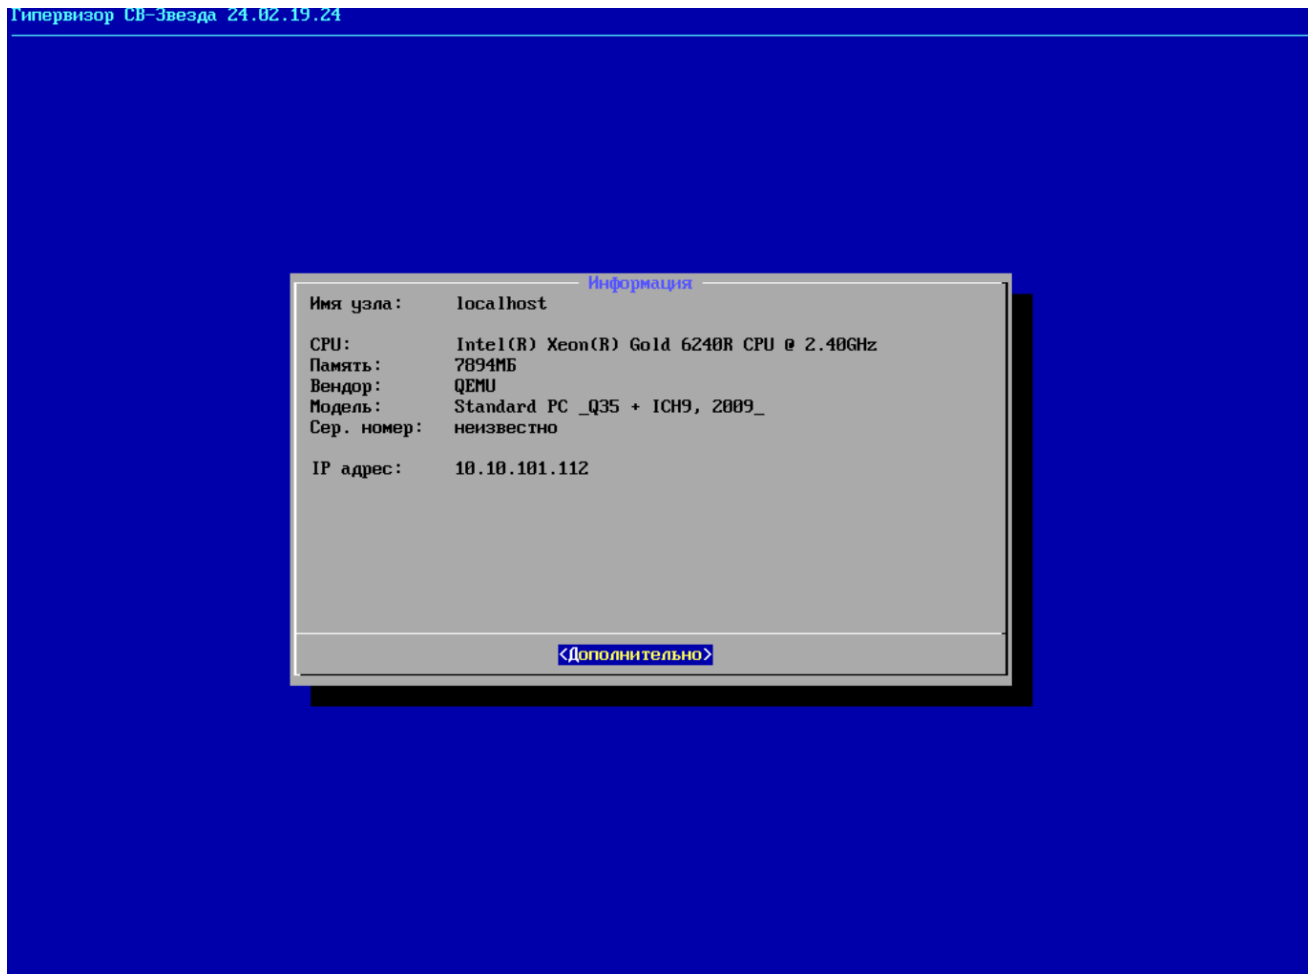 Гипервизор СВ-Звезда 24.02.19.24
Информация
Имя узла: localhost
CPU: Intel(R) Xeon(R) Gold 6240R CPU @ 2.40GHz
Память: 7894МБ
Вендор: QEMU
Модель: Standard PC _Q35 + ICH9, 2009_
Сер. номер: неизвестно
IP адрес: 10.10.101.112
<Дополнительно>